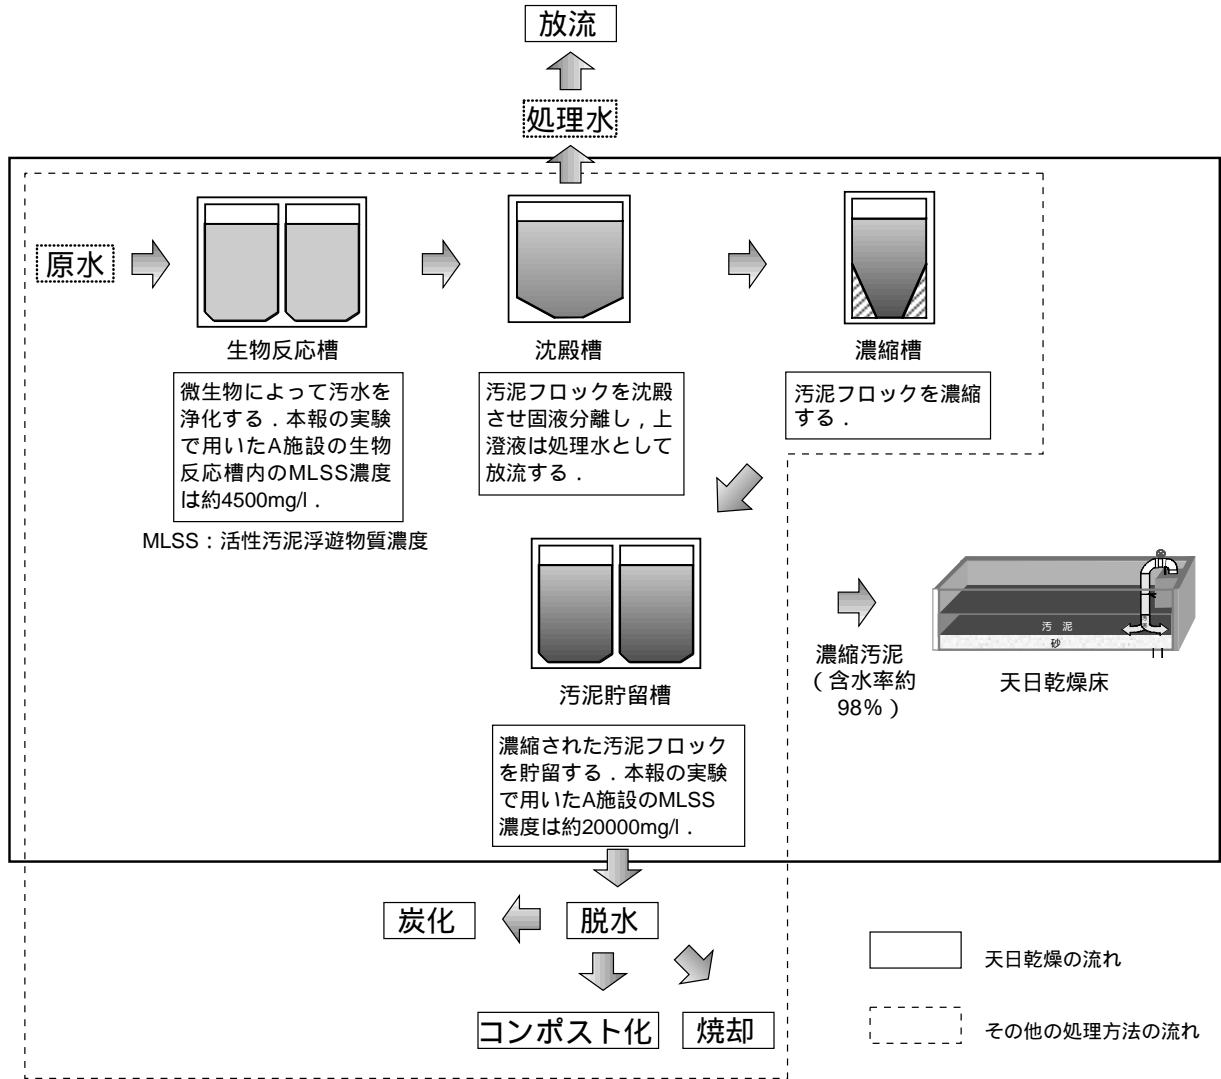 放流
処理水
原水
生物反応槽
沈殿槽
濃縮槽
微生物によって汚水を
浄化する．本報の実験
で用いたA施設の生物
反応槽内のMLSS濃度
は約4500mg/l．
汚泥フロックを沈殿
させ固液分離し，上
澄液は処理水として
放流する．
汚泥フロックを濃縮
する．
MLSS：活性汚泥浮遊物質濃度
汚泥貯留槽
濃縮された汚泥フロック
を貯留する．本報の実験
で用いたA施設のMLSS
濃度は約20000mg/l．
濃縮汚泥
（含水率約
98%）
汚 泥
砂
天日乾燥床
炭化
脱水
コンポスト化
焼却
天日乾燥の流れ
その他の処理方法の流れ